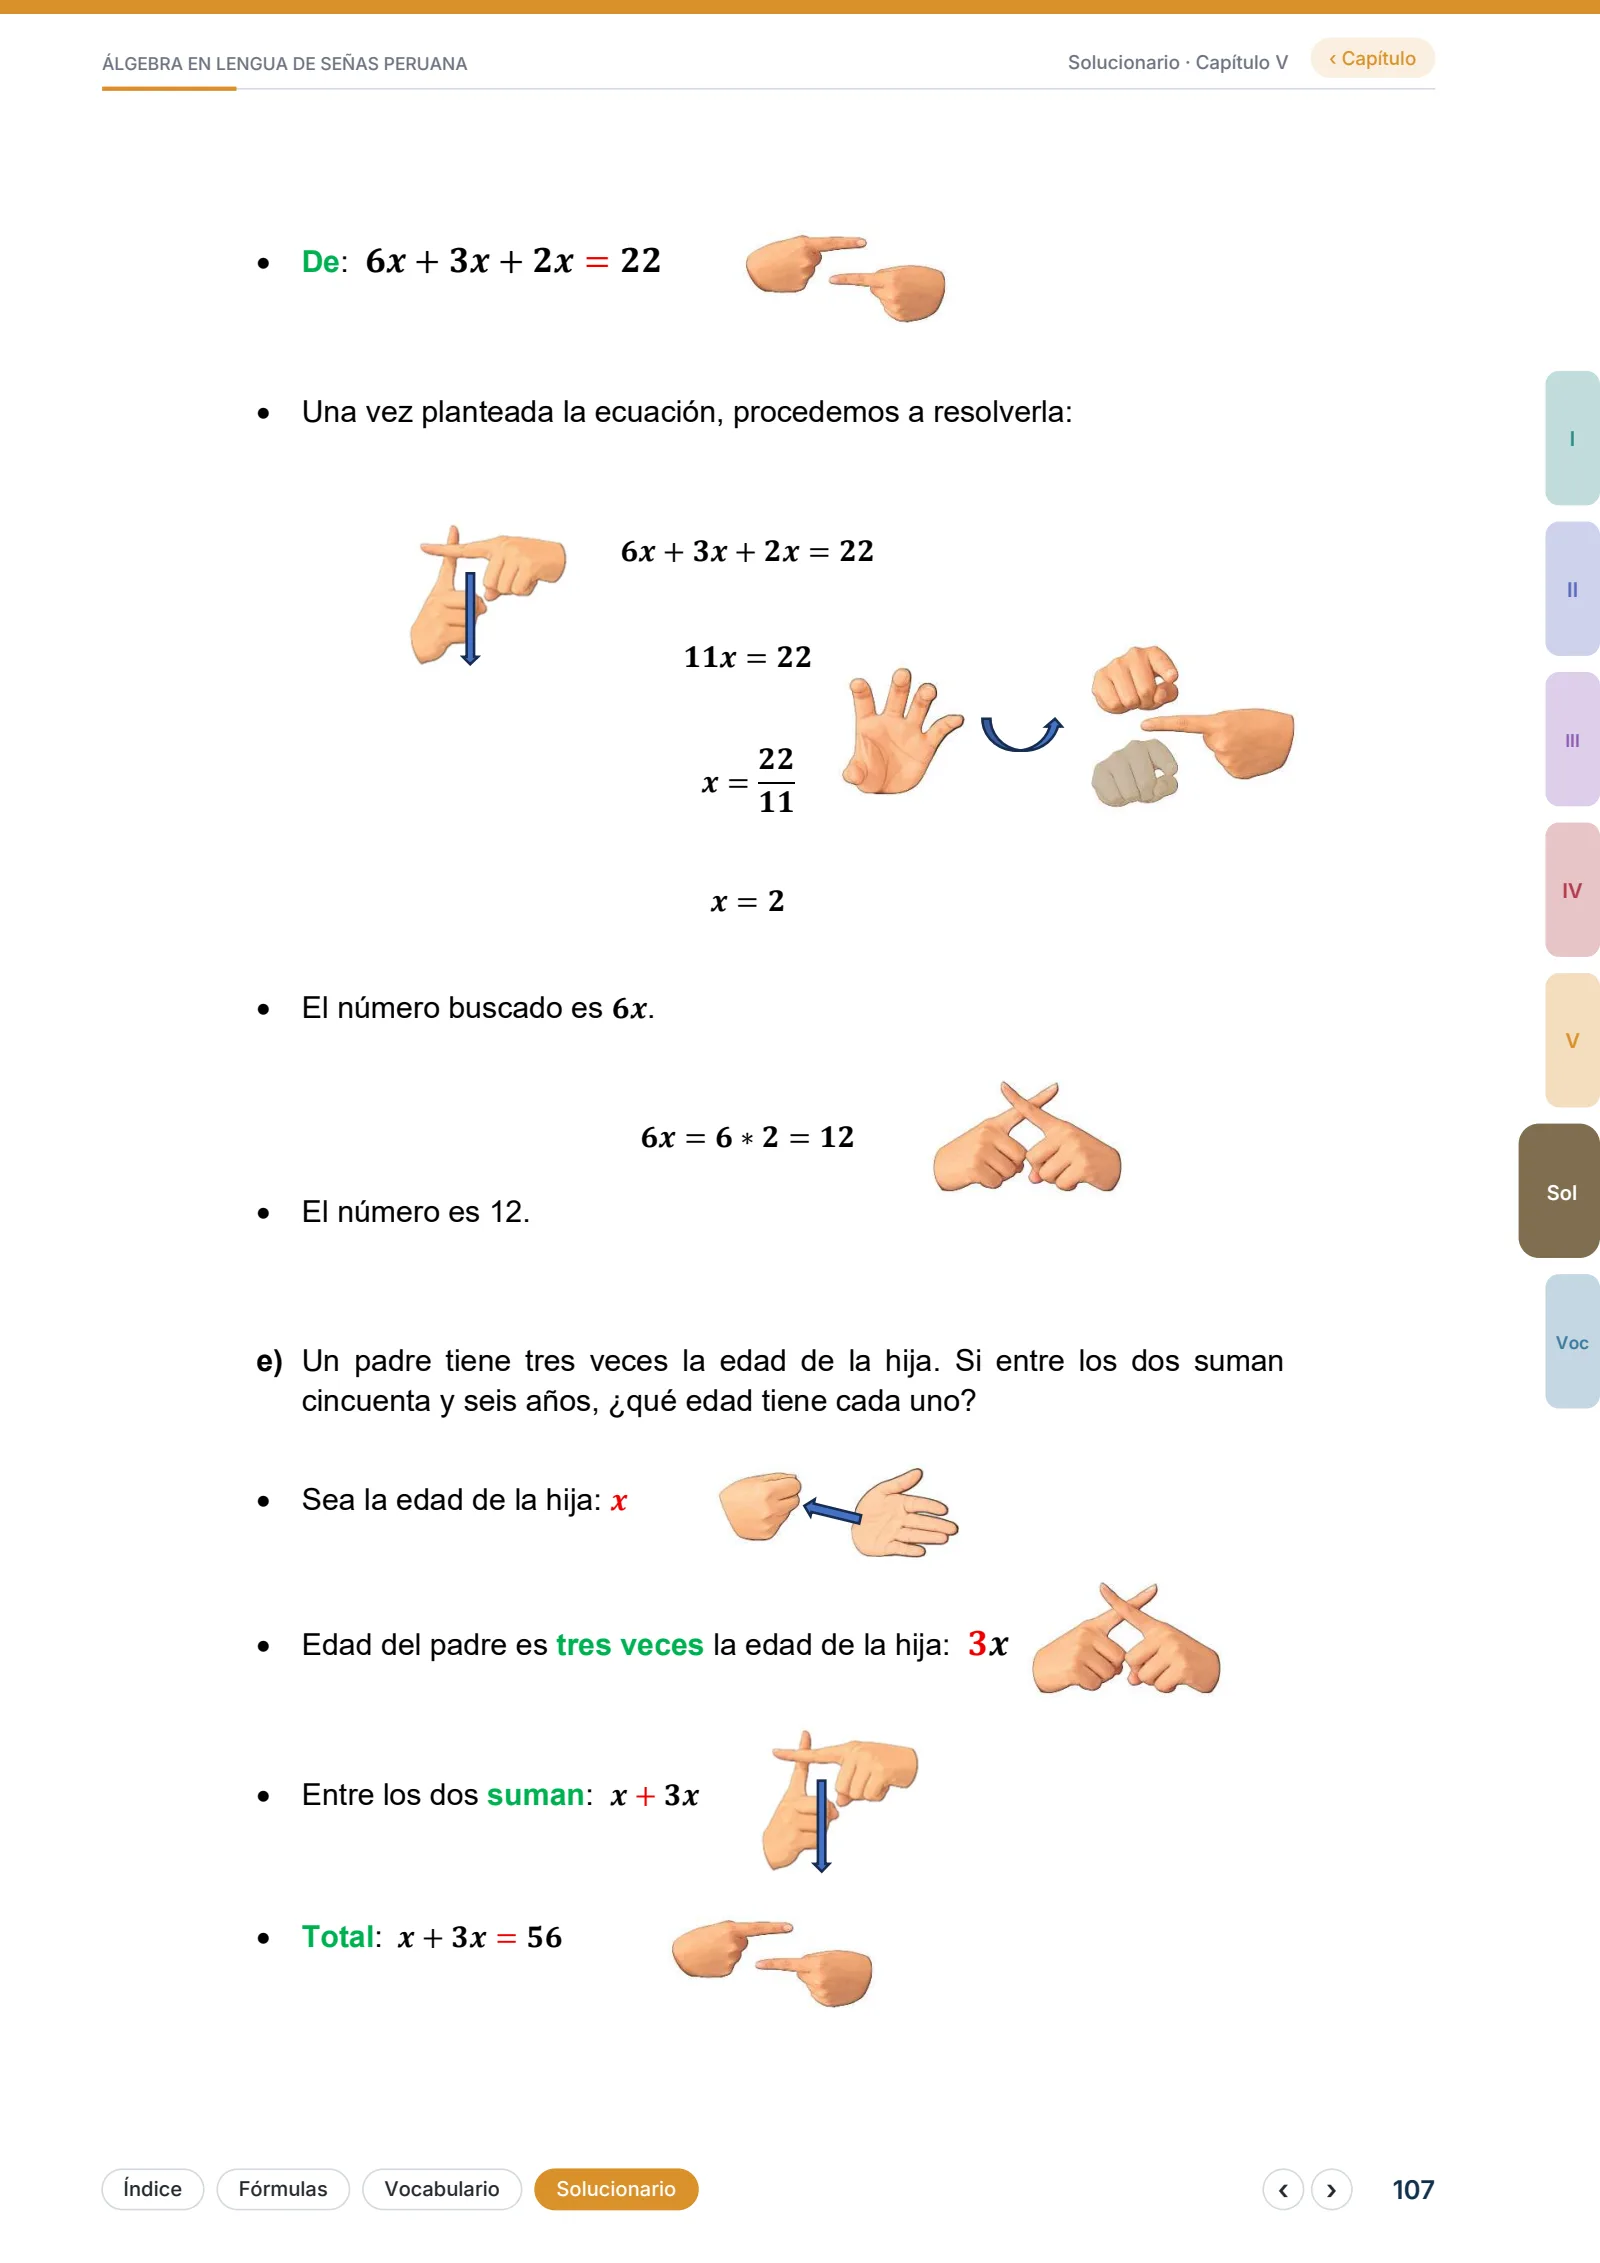 ÁLGEBRA EN LENGUA DE SEÑAS PERUANA
Solucionario · Capítulo V
‹ Capítulo
• De: 6x + 3x + 2x = 22
• Una vez planteada la ecuación, procedemos a resolverla:
6x + 3x + 2x = 22
11x = 22
x = 22/11
x = 2
• El número buscado es 6x.
6x = 6 * 2 = 12
• El número es 12.
e) Un padre tiene tres veces la edad de la hija. Si entre los dos suman
cincuenta y seis años, ¿qué edad tiene cada uno?
• Sea la edad de la hija: x
• Edad del padre es tres veces la edad de la hija: 3x
• Entre los dos suman: x + 3x
• Total: x + 3x = 56
I
II
III
IV
V
Sol
Voc
Índice
Fórmulas
Vocabulario
Solucionario
‹
›
107